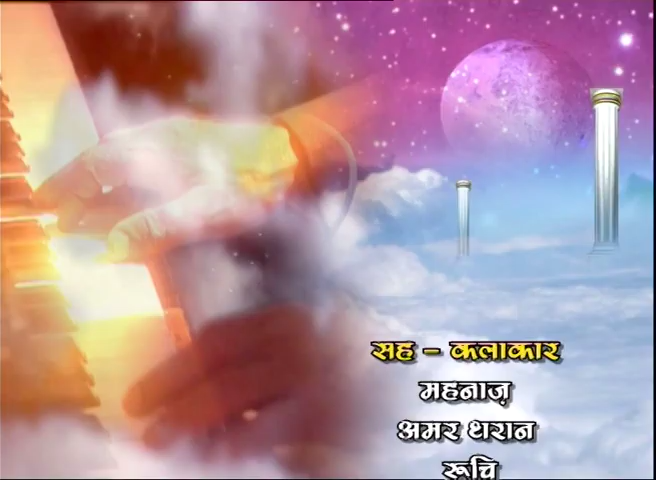 सह - कलाकार
महनाज़
अमर धरान
रूचि